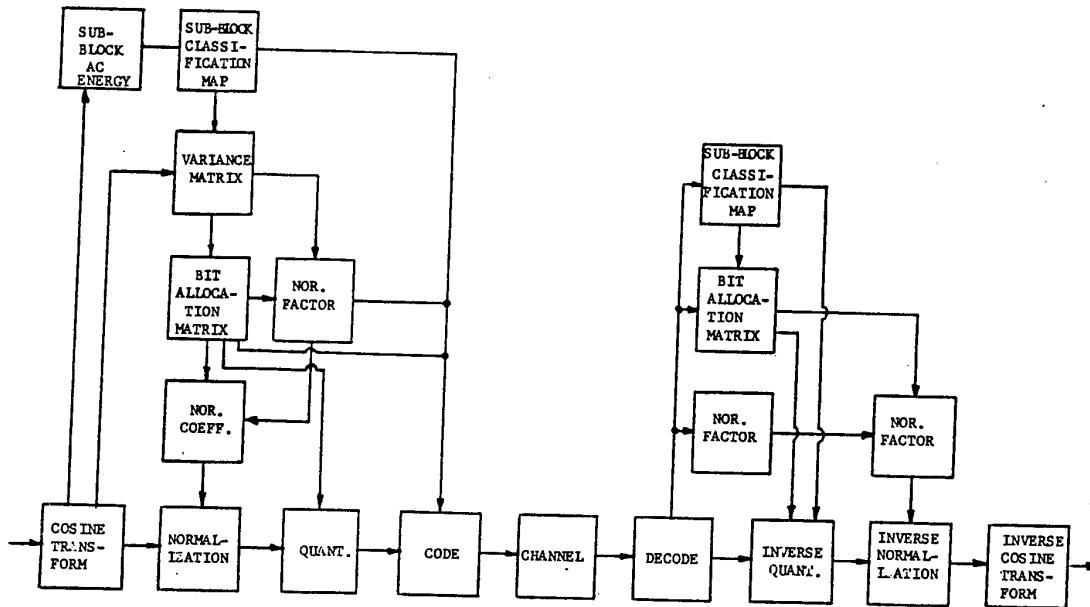 SUB-
BLOCK
AC
ENERGY
SUB-BLOCK
CLASSI-
FICATION
MAP
VARIANCE
MATRIX
BIT
ALLOCA-
TION
MATRIX
NOR.
FACTOR
NOR.
COEFF.
COSINE
TRANS-
FORM
NORMAL-
IZATION
QUANT.
CODE
CHANNEL
DECODE
SUB-BLOCK
CLASSI-
FICATION
MAP
BIT
ALLOCA-
TION
MATRIX
NOR.
FACTOR
NOR.
FACTOR
INVERSE
QUANT.
INVERSE
NORMAL-
IZATION
INVERSE
COSINE
TRANS-
FORM